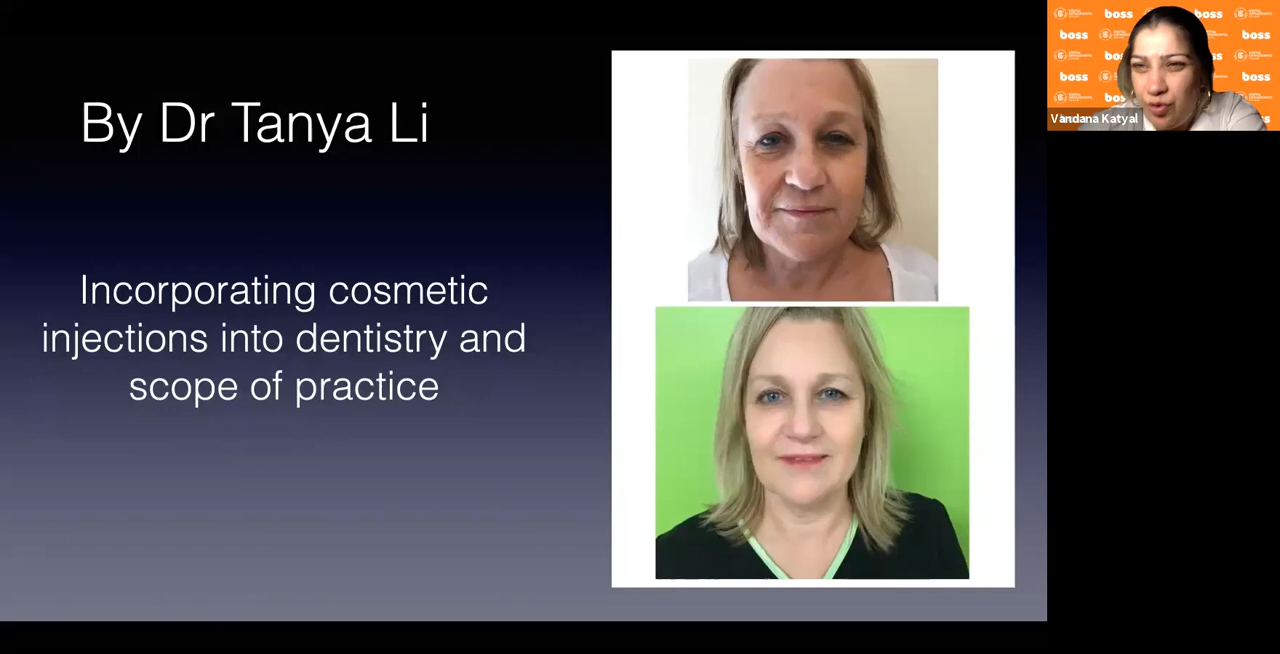 By Dr Tanya Li
Incorporating cosmetic
injections into dentistry and
scope of practice
boss
boss
boss
boss
boss
boss
boss
boss
Vandana Katyal